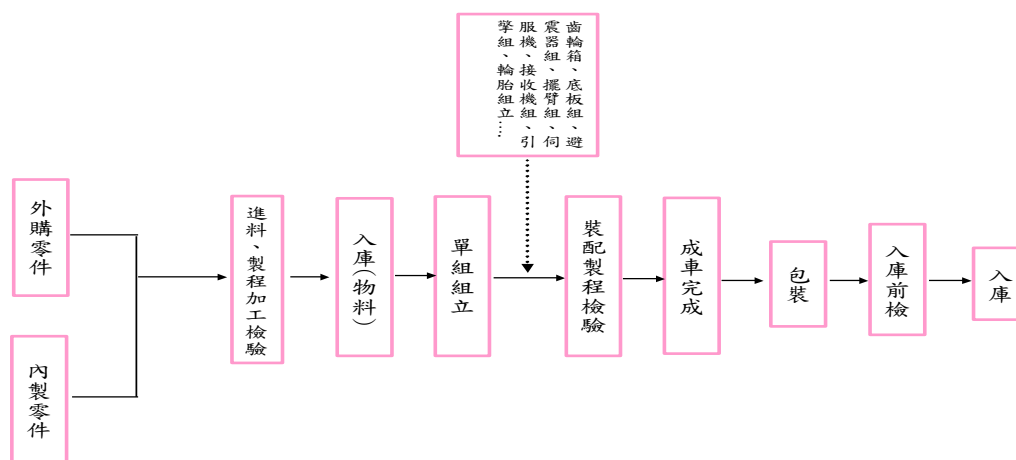 齒輪箱、底板組、避
震器組、擺臂組、伺
服機、接收機組、引
擎組、輪胎組立....
外購零件
內製零件
進料、製程加工檢驗
入庫(物料)
單組組立
裝配製程檢驗
成車完成
包裝
入庫前檢
入庫